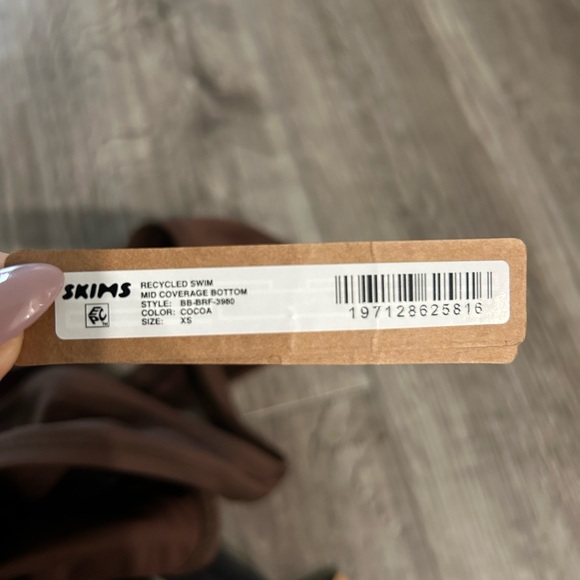 SKIMS
RECYCLED SWIM
MID COVERAGE BOTTOM
STYLE: BB-BRF-3980
COLOR: COCOA
SIZE: XS
197128625816